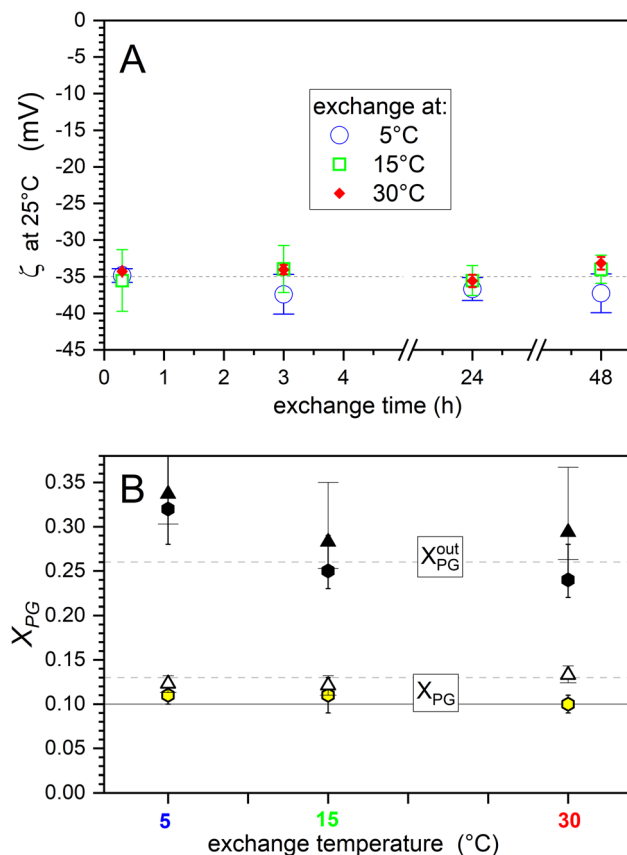 A
0
-5
-10
-15
-20
-25
-30
-35
-40
-45
ζ at 25°C (mV)
exchange at:
5°C
15°C
30°C
0 1 2 3 4 24 48
exchange time (h)
B
0.35
0.30
0.25
0.20
0.15
0.10
0.05
0.00
X_PG
X_PG^out
X_PG
5 15 30
exchange temperature (°C)